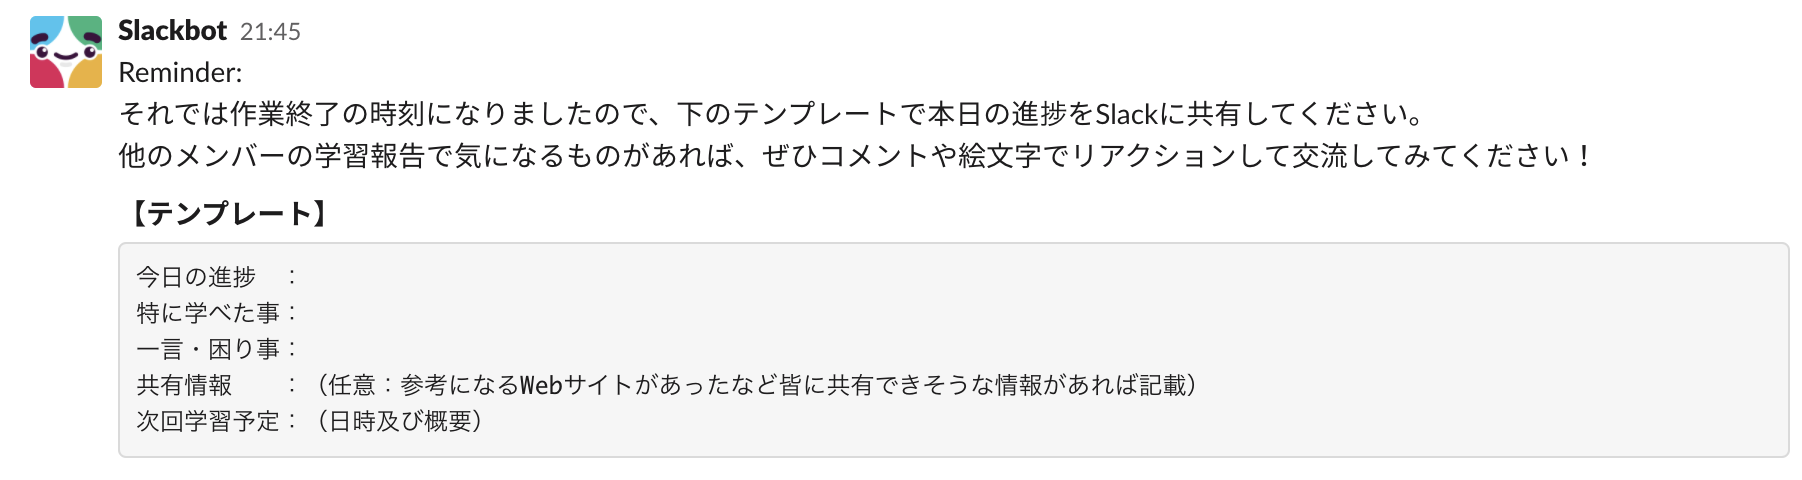 Slackbot 21:45
Reminder:
それでは作業終了の時刻になりましたので、下のテンプレートで本日の進捗をSlackに共有してください。
他のメンバーの学習報告で気になるものがあれば、ぜひコメントや絵文字でリアクションして交流してみてください！
【テンプレート】
今日の進捗　：
特に学べた事：
一言・困り事：
共有情報　　：（任意：参考になるWebサイトがあったなど皆に共有できそうな情報があれば記載）
次回学習予定：（日時及び概要）